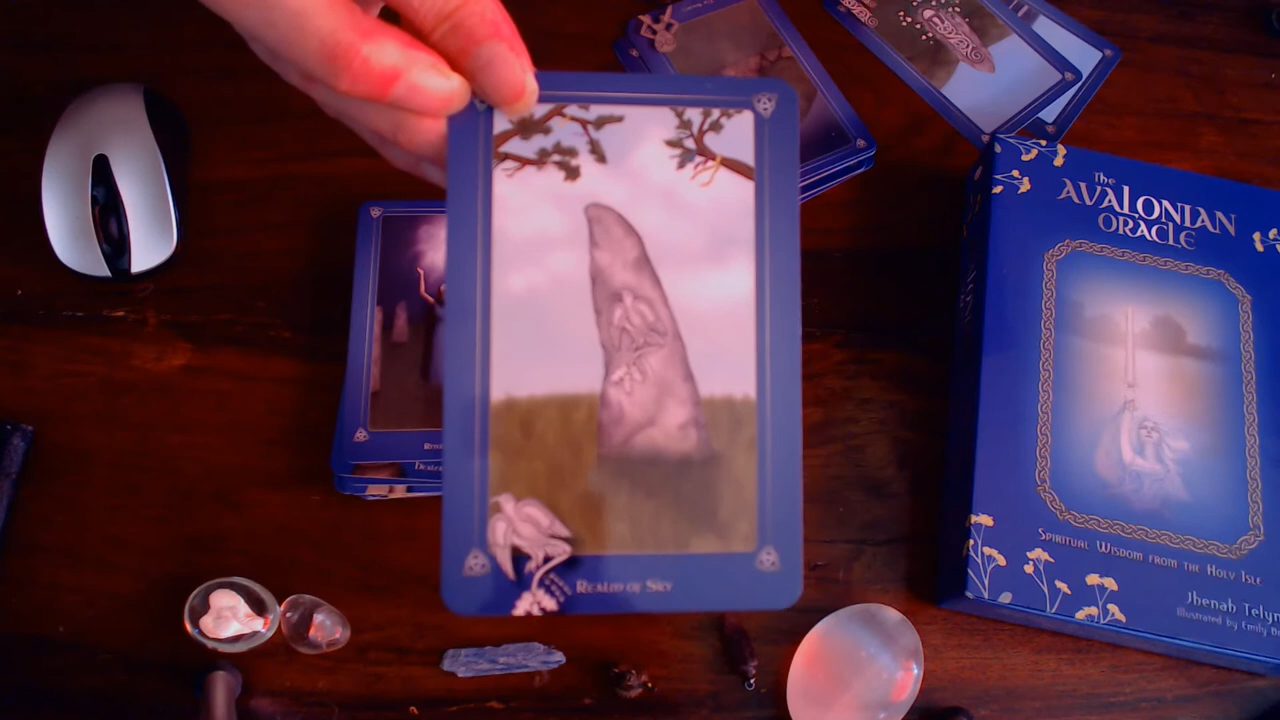 Realm of Sky
The
AVALONIAN
ORACLE
Spiritual Wisdom from the Holy Isle
Jhenah Telyn
Illustrated by Emily